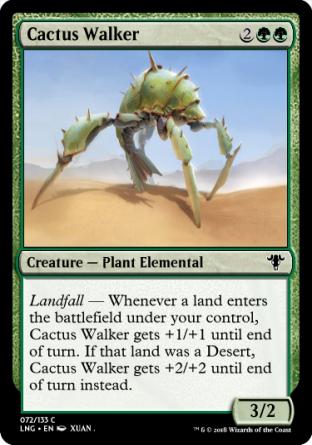 Cactus Walker 2
Creature — Plant Elemental
Landfall — Whenever a land enters
the battlefield under your control,
Cactus Walker gets +1/+1 until end
of turn. If that land was a Desert,
Cactus Walker gets +2/+2 until end
of turn instead.
3/2
072/133 C
LNG • EN XUAN .
™ & © 2018 Wizards of the Coast